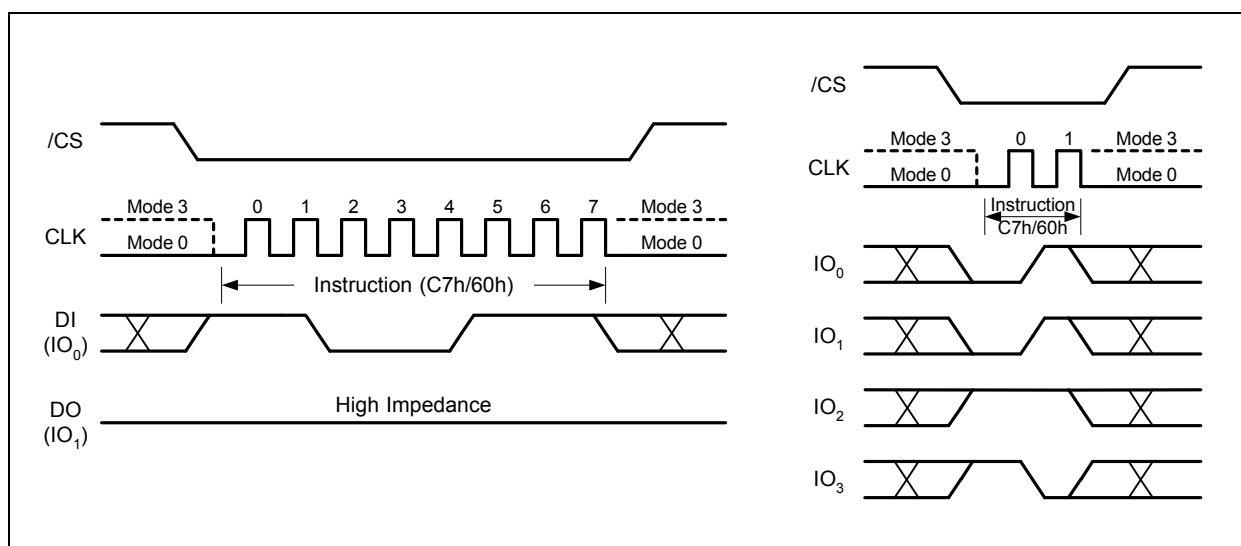 /CS
Mode 3
0 1 2 3 4 5 6 7
Mode 3
CLK
Mode 0
Mode 0
Instruction (C7h/60h)
DI
(IO0)
High Impedance
DO
(IO1)
/CS
Mode 3
0 1
Mode 3
CLK
Mode 0
Mode 0
Instruction
C7h/60h
IO0
IO1
IO2
IO3